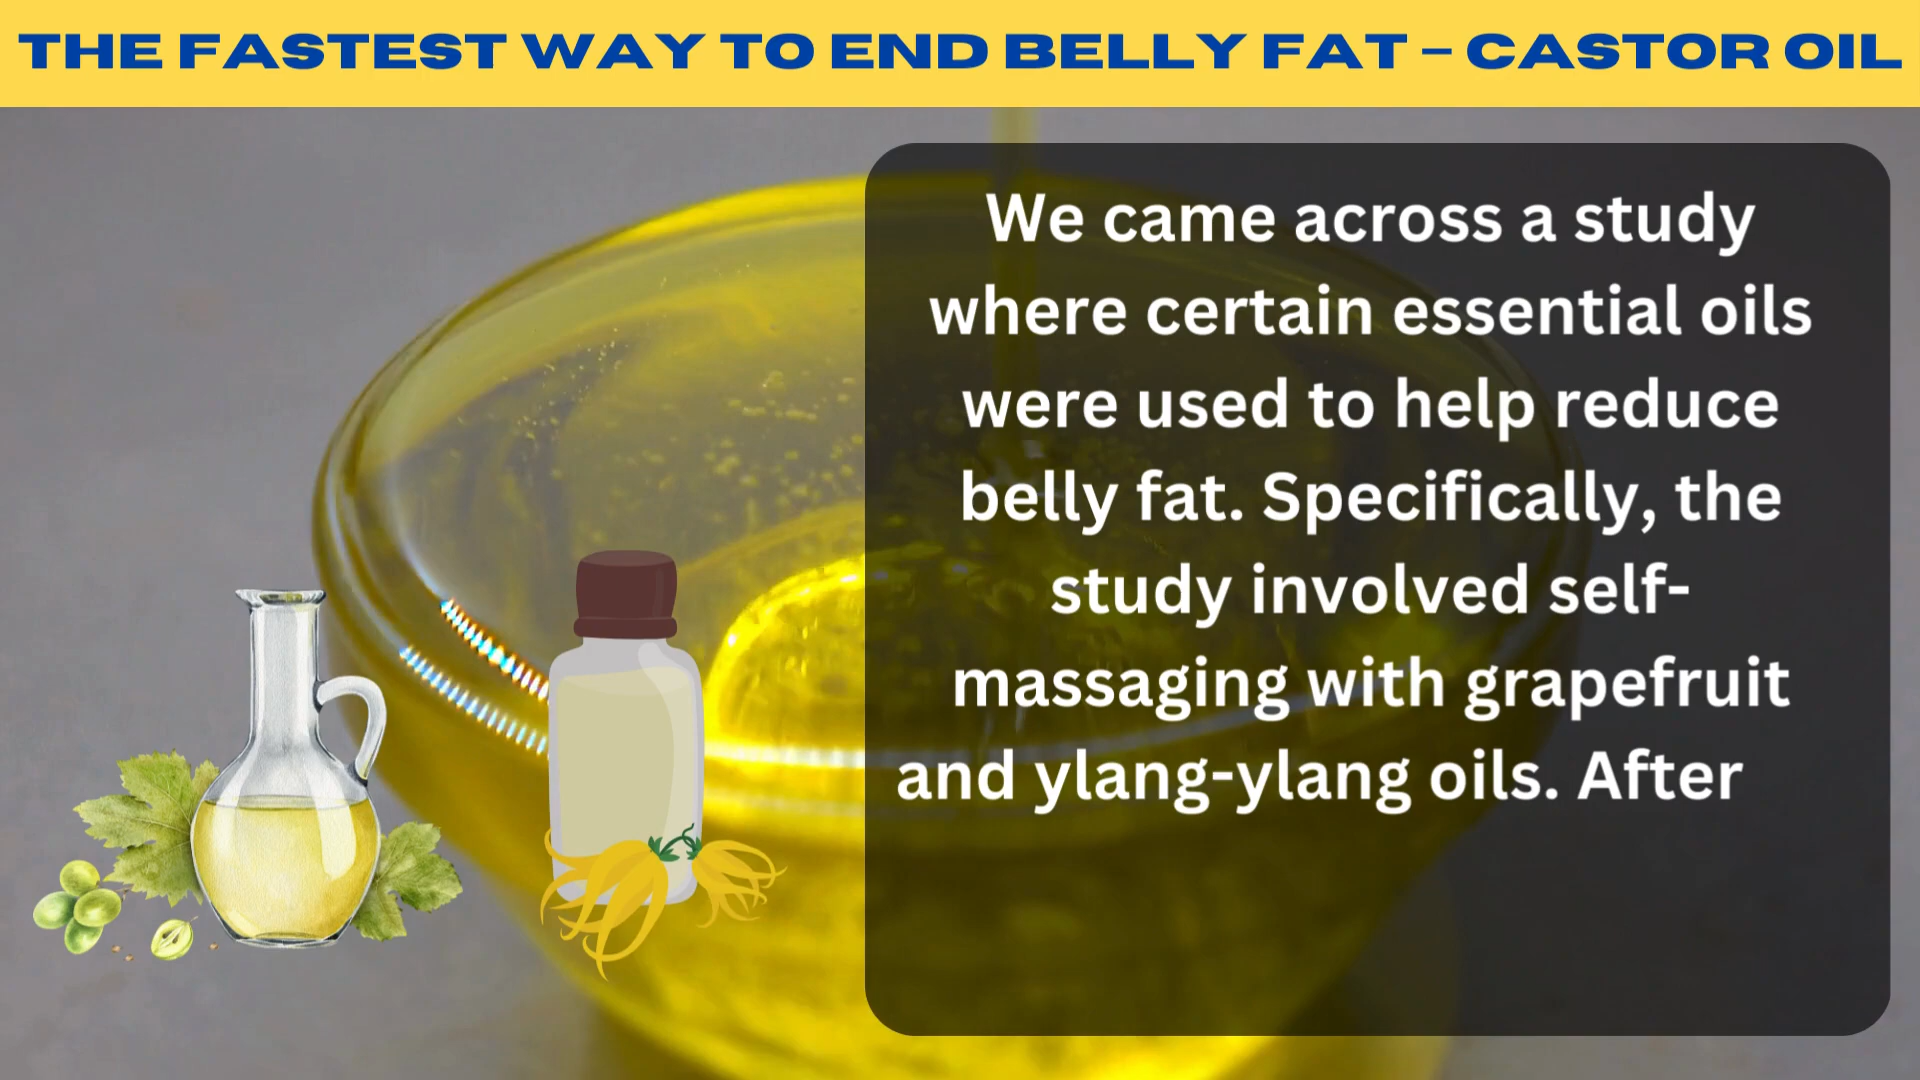 THE FASTEST WAY TO END BELLY FAT – CASTOR OIL
We came across a study
where certain essential oils
were used to help reduce
belly fat. Specifically, the
study involved self-
massaging with grapefruit
and ylang-ylang oils. After